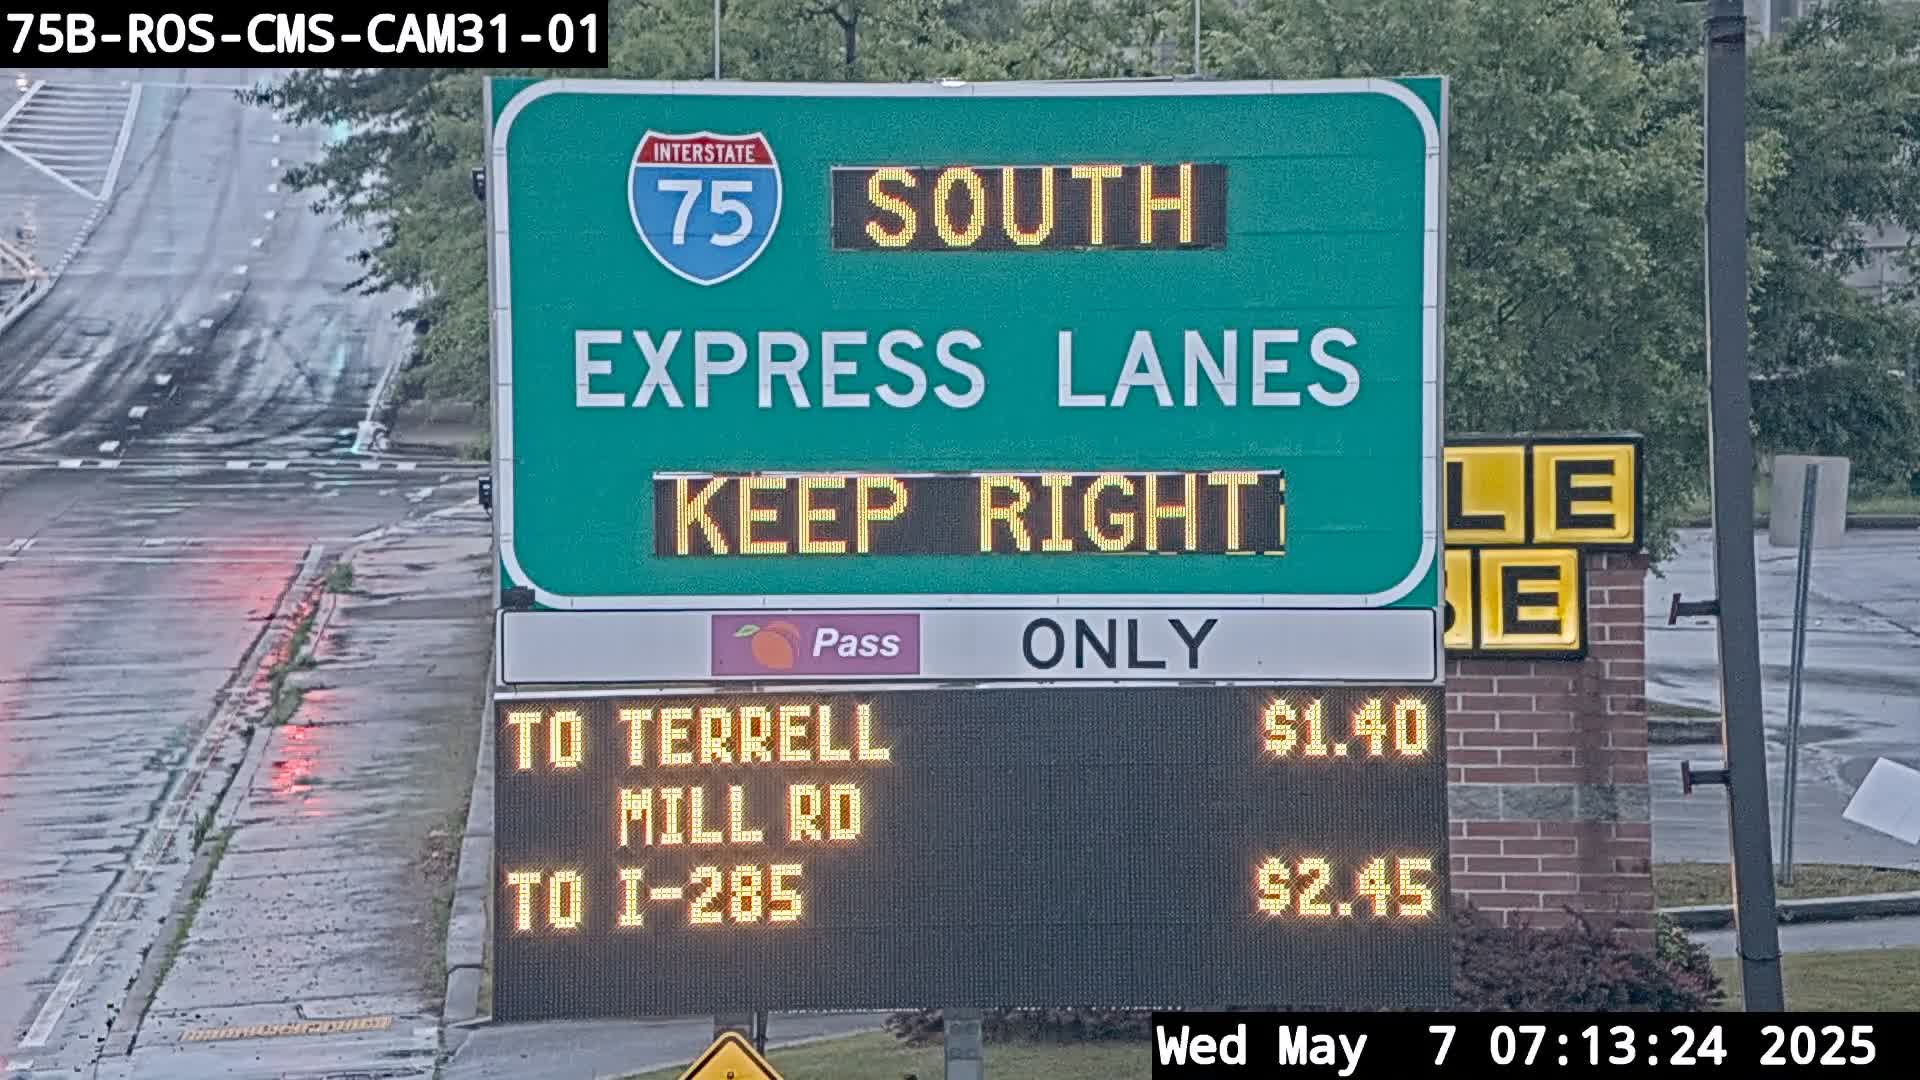 75B-ROS-CMS-CAM31-01
INTERSTATE
75
SOUTH
EXPRESS LANES
KEEP RIGHT
Pass ONLY
LE
E
TO TERRELL $1.40
MILL RD
TO I-285 $2.45
Wed May 7 07:13:24 2025